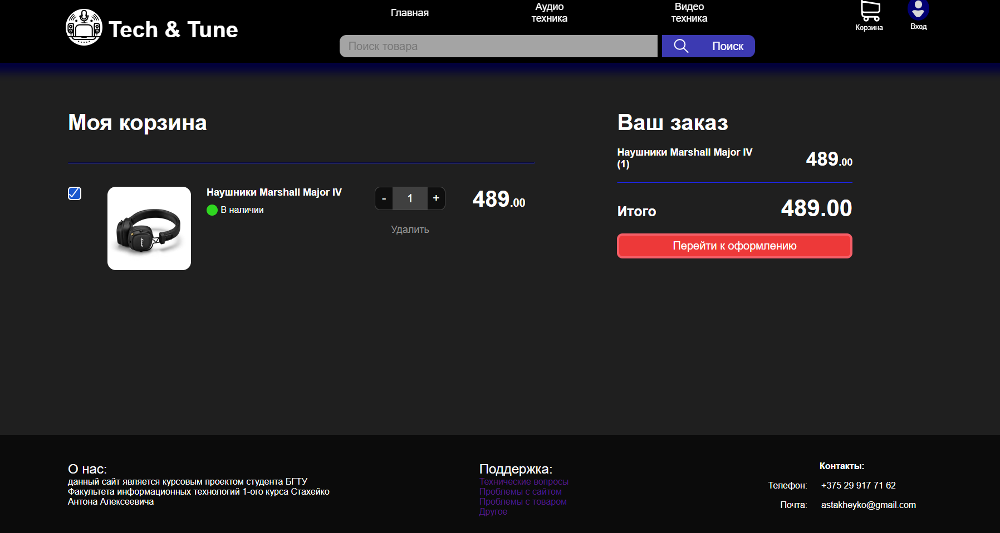 Tech & Tune
Главная
Аудио
техника
Видео
техника
Корзина
Вход
Поиск товара
Поиск
Моя корзина
Наушники Marshall Major IV
В наличии
- 1 +
Удалить
489.00
Ваш заказ
Наушники Marshall Major IV
(1)
489.00
Итого
489.00
Перейти к оформлению
О нас:
данный сайт является курсовым проектом студента БГТУ
Факультета информационных технологий 1-ого курса Стахейко
Антона Алексеевича
Поддержка:
Технические вопросы
Проблемы с сайтом
Проблемы с товаром
Другое
Контакты:
Телефон: +375 29 917 71 62
Почта: astakheyko@gmail.com